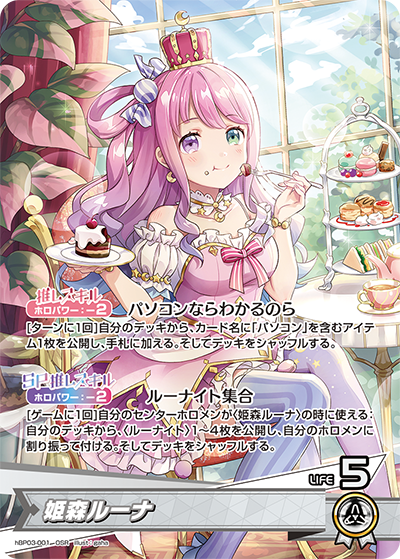 推しスキル
ホロパワー：-2
パソコンならわかるのら
[ターンに1回]自分のデッキから、カード名に「パソコン」を含むアイテ
ム1枚を公開し、手札に加える。そしてデッキをシャッフルする。
SP推しスキル
ホロパワー：-2
ルーナイト集合
[ゲームに1回]自分のセンターホロメンが〈姫森ルーナ〉の時に使える：
自分のデッキから、〈ルーナイト〉1～4枚を公開し、自分のホロメンに
割り振って付ける。そしてデッキをシャッフルする。
LIFE 5
姫森ルーナ
hBP03-001 OSR illust：